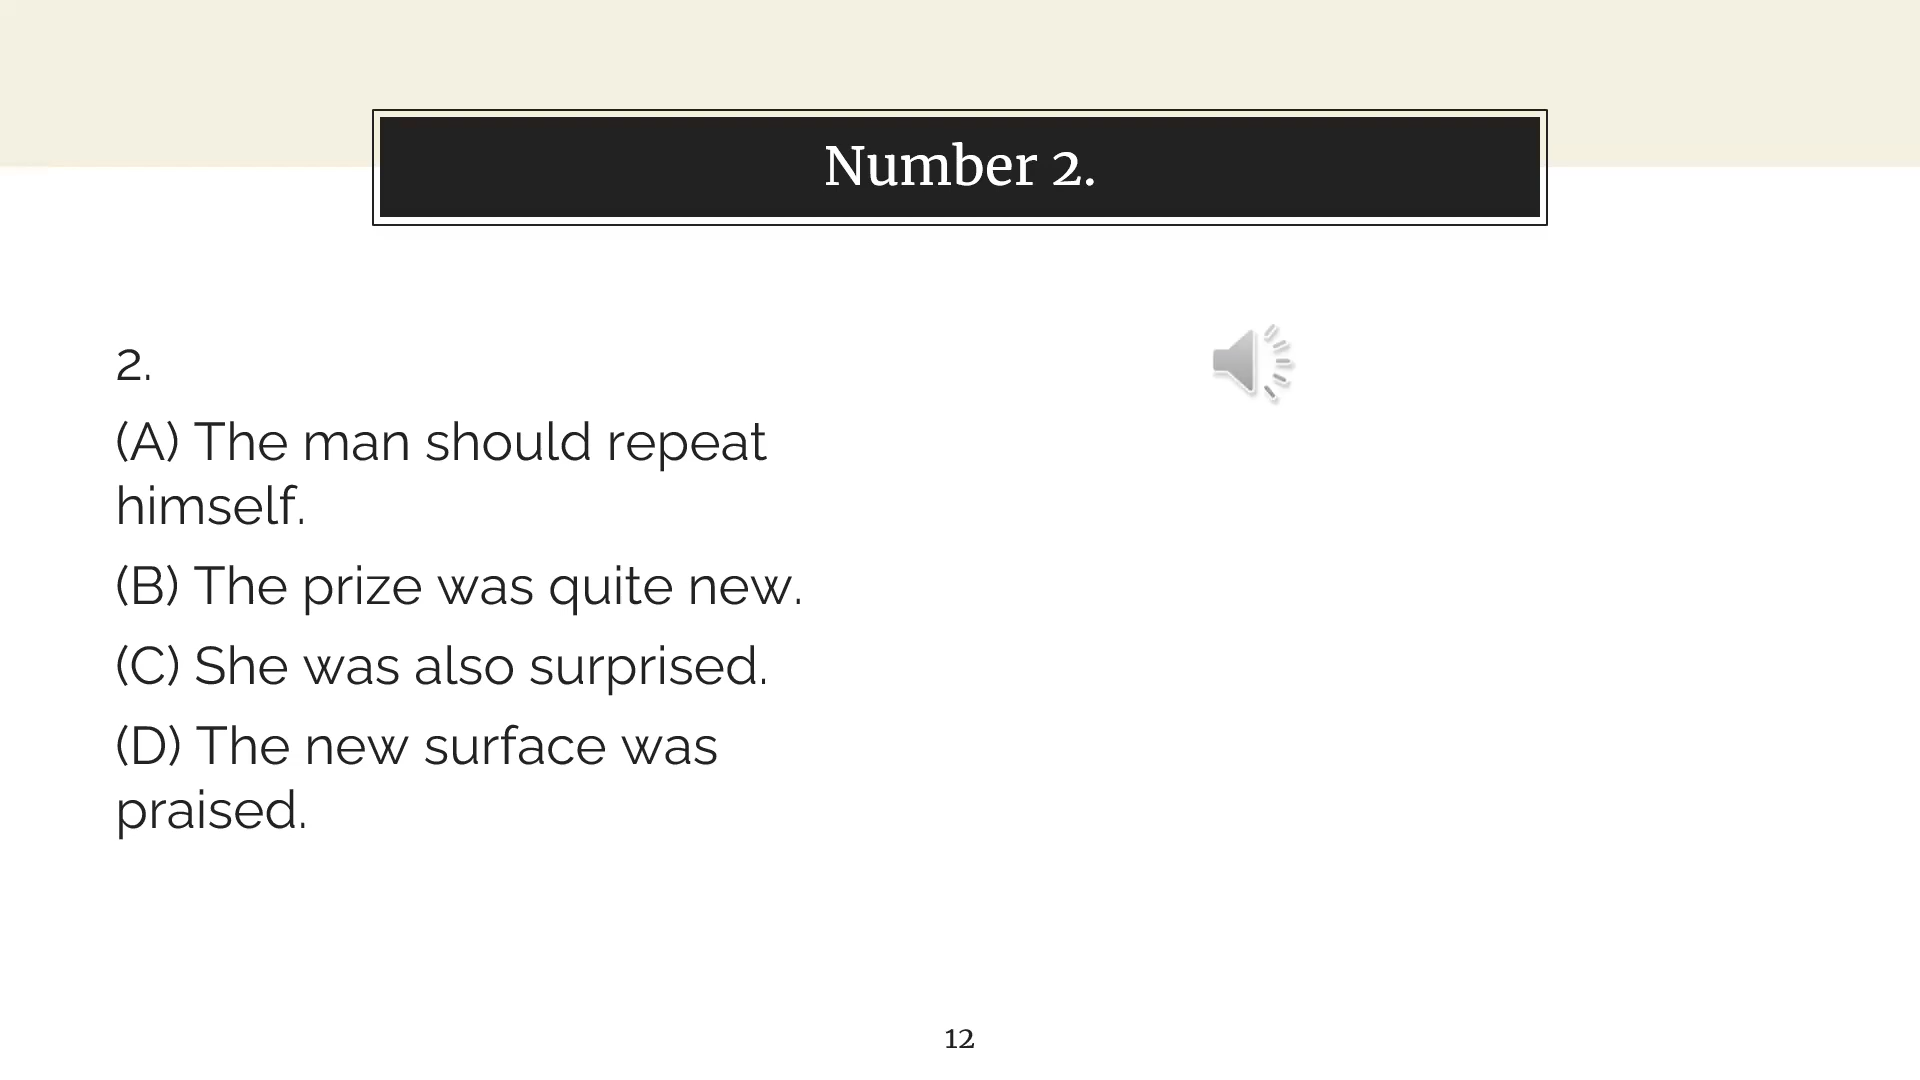 Number 2.
2.
(A) The man should repeat
himself.
(B) The prize was quite new.
(C) She was also surprised.
(D) The new surface was
praised.
12